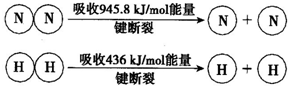 吸收945.8 kJ/mol能量
N N N + N
键断裂
吸收436 kJ/mol能量
H H H + H
键断裂